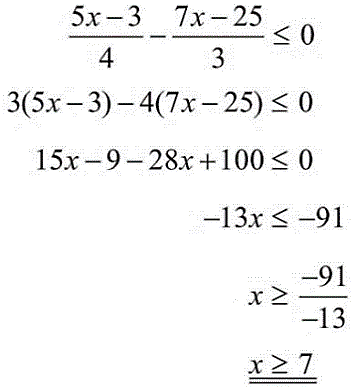 (5x−3)/4 − (7x−25)/3 ≤ 0
3(5x−3)−4(7x−25) ≤ 0
15x−9−28x+100 ≤ 0
−13x ≤ −91
x ≥ −91/−13
x ≥ 7